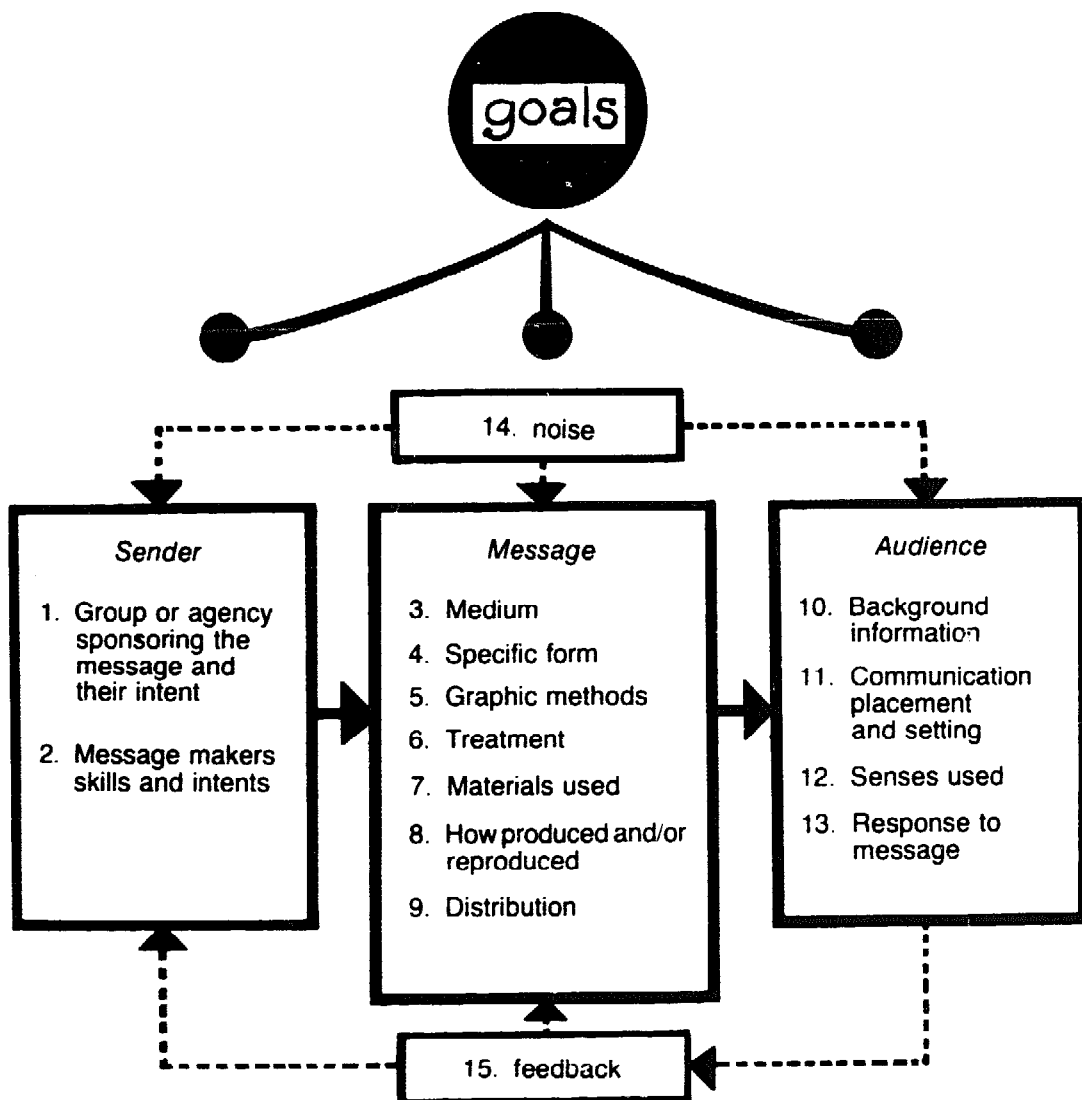 goals
14. noise
Sender
1. Group or agency
sponsoring the
message and
their intent
2. Message makers
skills and intents
Message
3. Medium
4. Specific form
5. Graphic methods
6. Treatment
7. Materials used
8. How produced and/or
reproduced
9. Distribution
Audience
10. Background
information
11. Communication
placement
and setting
12. Senses used
13. Response to
message
15. feedback